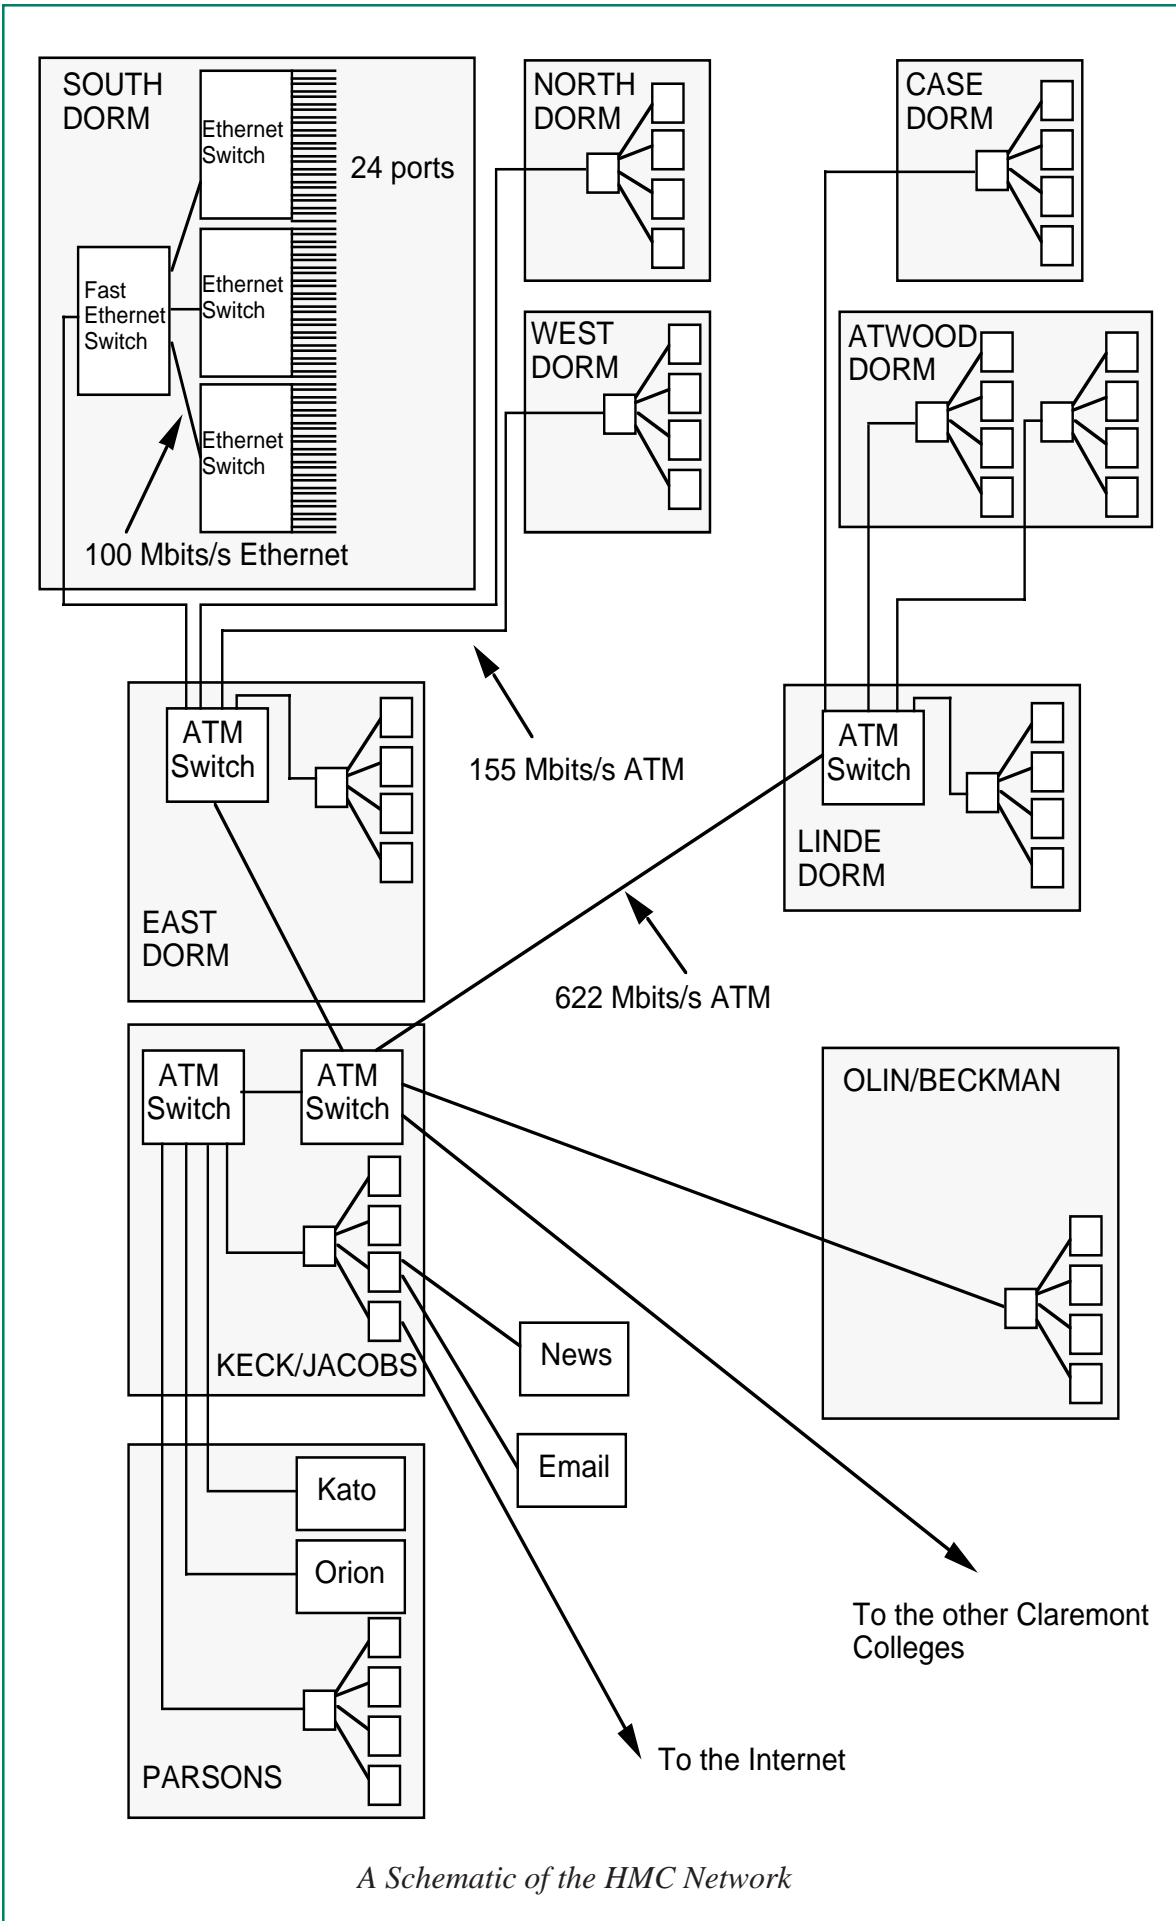 SOUTH
DORM
Ethernet
Switch
24 ports
Fast
Ethernet
Switch
Ethernet
Switch
Ethernet
Switch
100 Mbits/s Ethernet
NORTH
DORM
CASE
DORM
WEST
DORM
ATWOOD
DORM
ATM
Switch
155 Mbits/s ATM
EAST
DORM
ATM
Switch
LINDE
DORM
622 Mbits/s ATM
ATM
Switch
ATM
Switch
OLIN/BECKMAN
KECK/JACOBS
News
Email
Kato
Orion
PARSONS
To the other Claremont
Colleges
To the Internet
A Schematic of the HMC Network